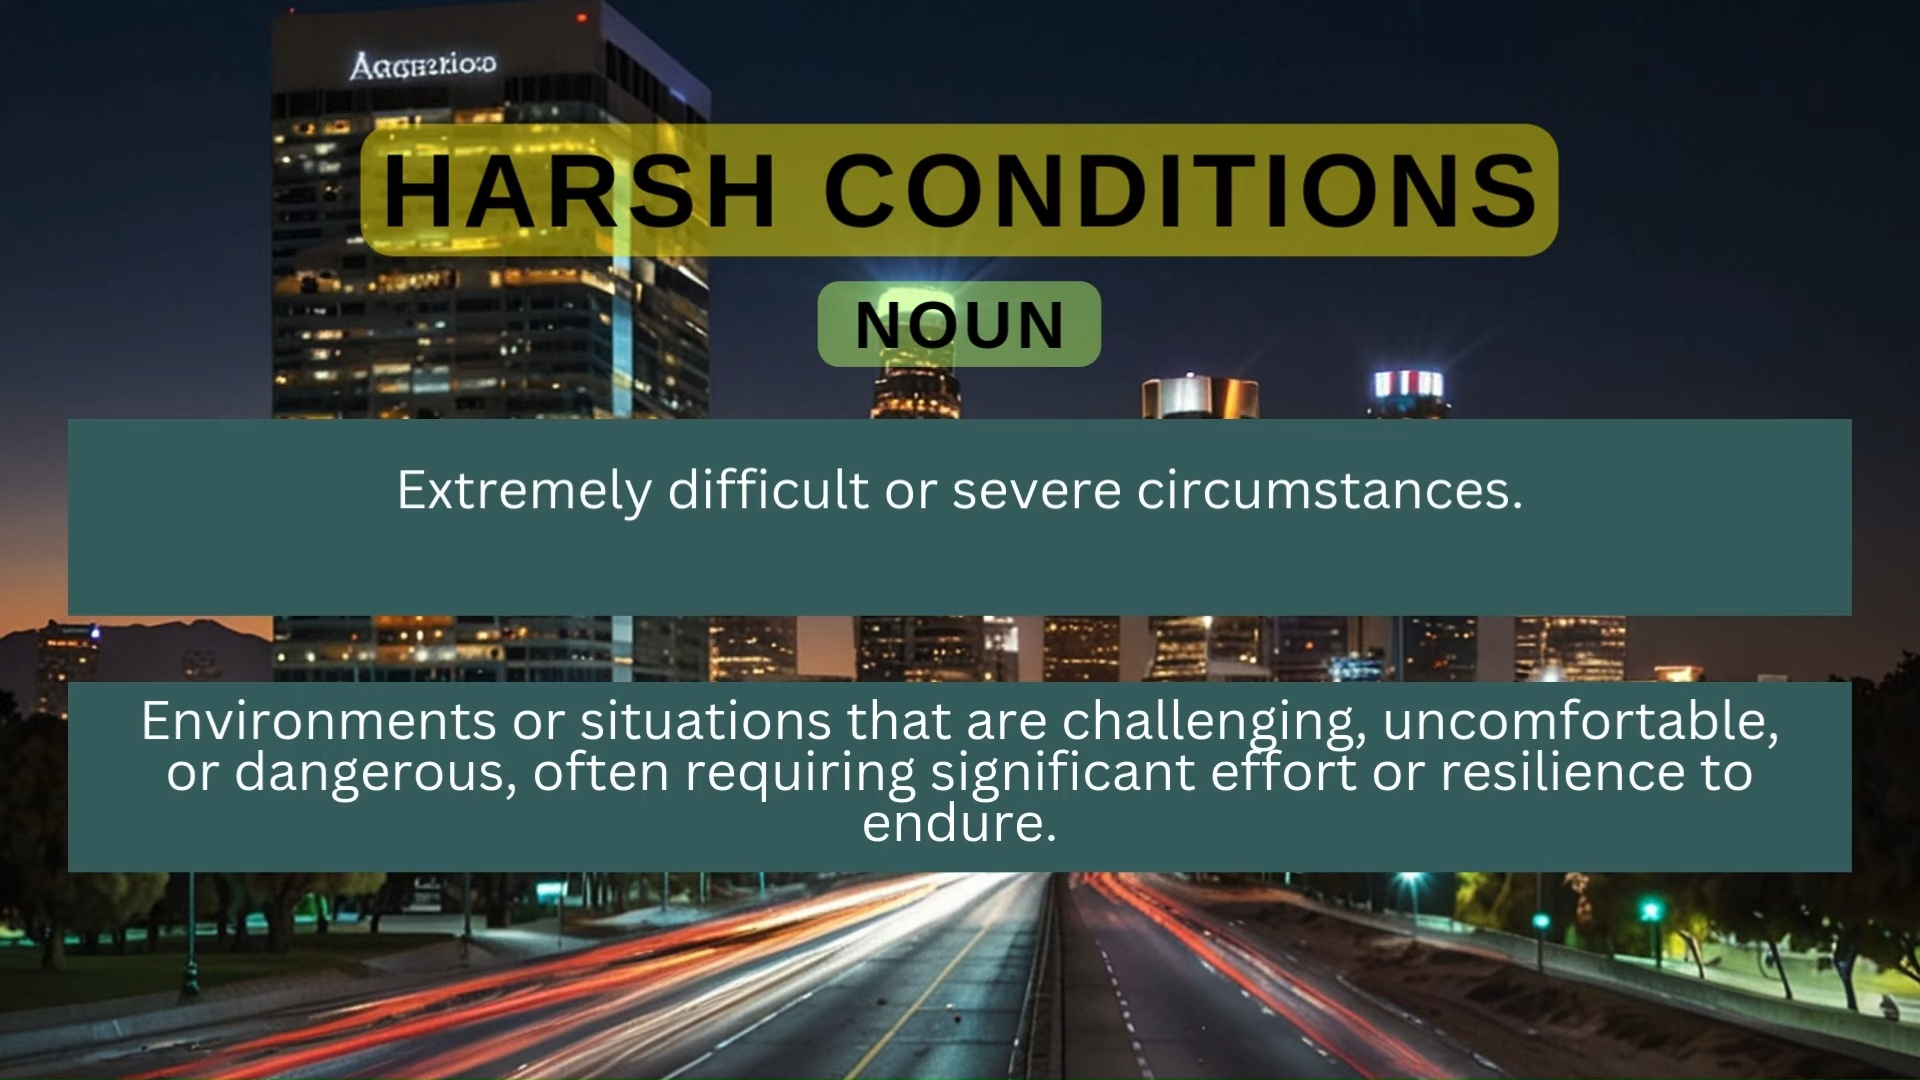 HARSH CONDITIONS
NOUN
Extremely difficult or severe circumstances.
Environments or situations that are challenging, uncomfortable,
or dangerous, often requiring significant effort or resilience to
endure.